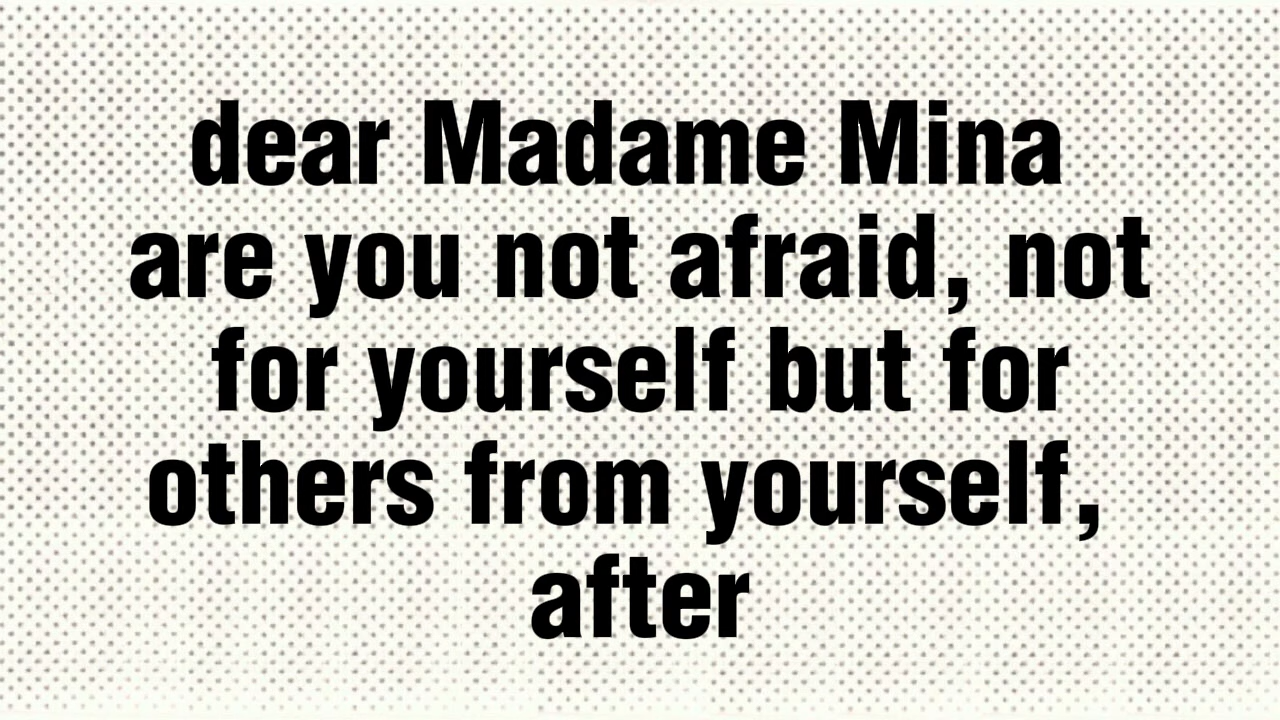 dear Madame Mina
are you not afraid, not
for yourself but for
others from yourself,
after